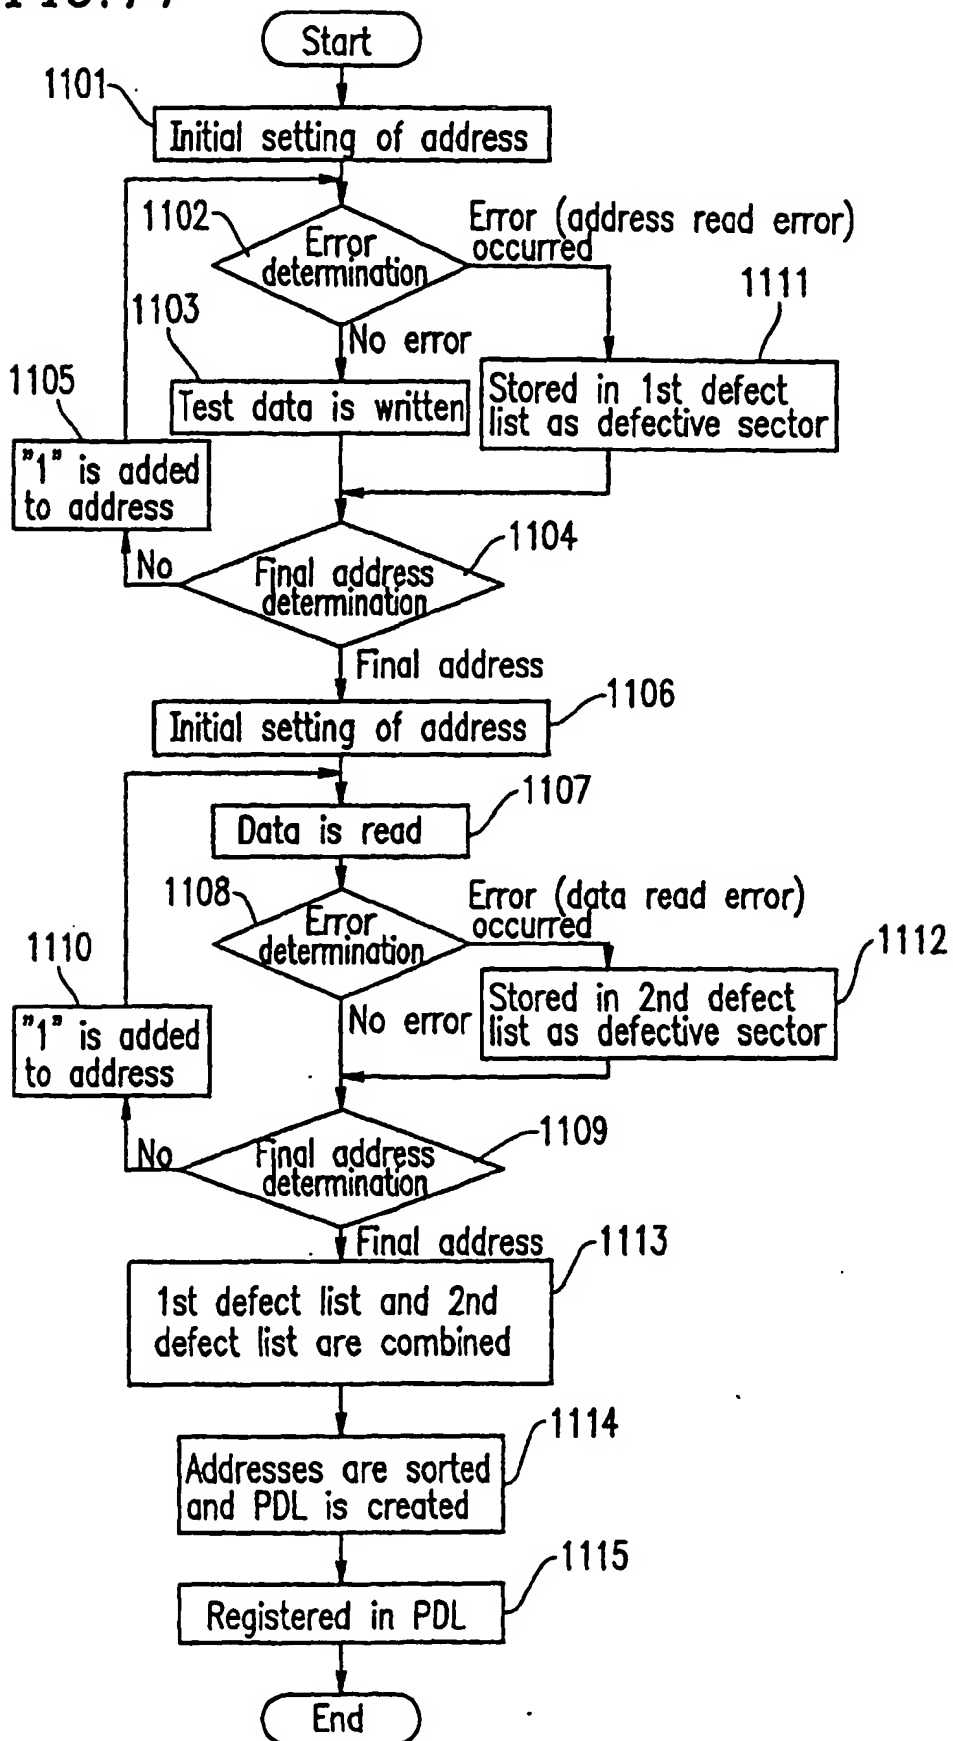 Start
1101
Initial setting of address
1102
Error
determination
Error (address read error)
occurred
1111
1103
No error
1105
Test data is written
Stored in 1st defect
list as defective sector
"1" is added
to address
1104
No
Final address
determination
Final address
1106
Initial setting of address
1107
Data is read
1108
Error
determination
Error (data read error)
occurred
1112
1110
No error
Stored in 2nd defect
list as defective sector
"1" is added
to address
1109
No
Final address
determination
Final address
1113
1st defect list and 2nd
defect list are combined
1114
Addresses are sorted
and PDL is created
1115
Registered in PDL
End